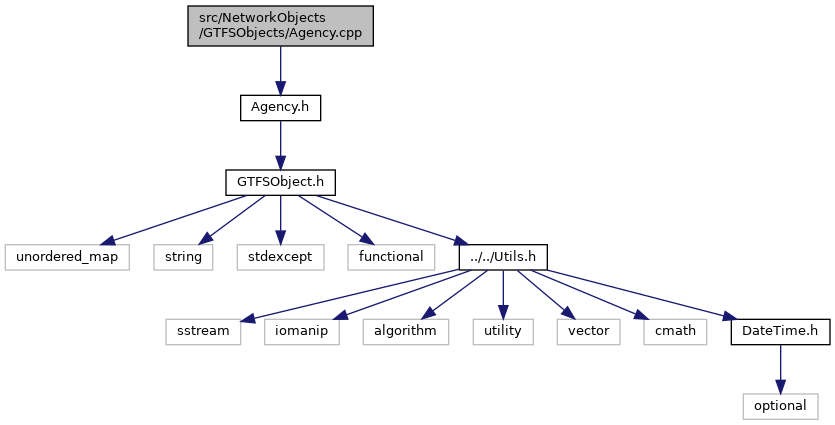 src/NetworkObjects
/GTFSObjects/Agency.cpp
Agency.h
GTFSObject.h
unordered_map
string
stdexcept
functional
../../Utils.h
sstream
iomanip
algorithm
utility
vector
cmath
DateTime.h
optional